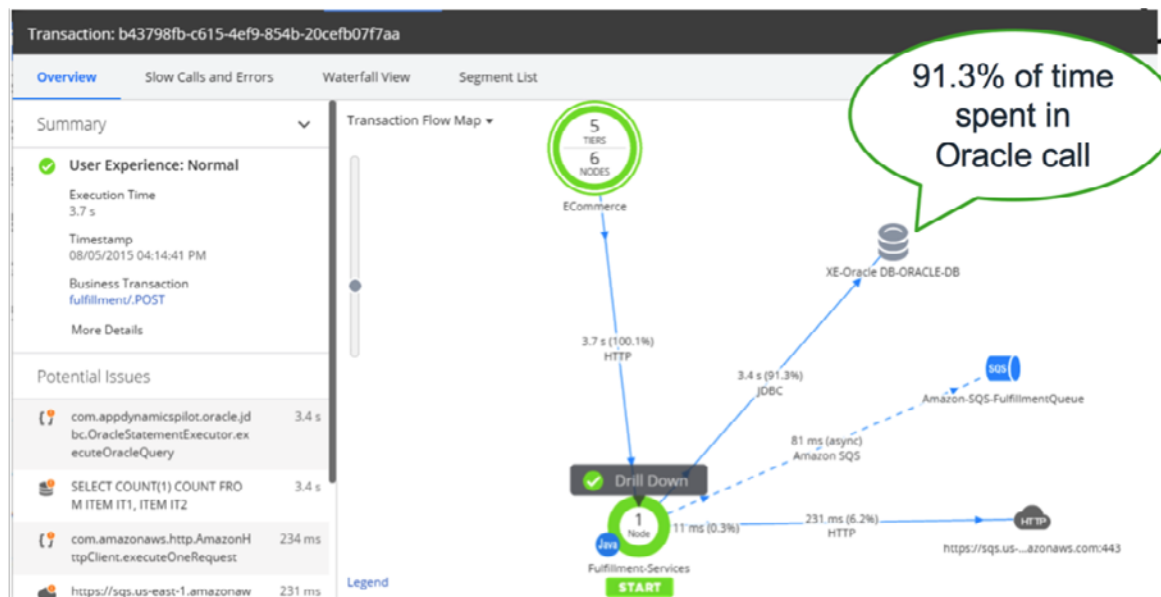 Transaction: b43798fb-c615-4ef9-854b-20cefb07f7aa
Overview
Slow Calls and Errors
Waterfall View
Segment List
91.3% of time
spent in
Oracle call
Summary
User Experience: Normal
Execution Time
3.7 s
Timestamp
08/05/2015 04:14:41 PM
Business Transaction
fulfillment/.POST
More Details
Potential Issues
com.appdynamicspilot.oracle.jd
bc.OracleStatementExecutor.ex
ecuteOracleQuery
3.4 s
SELECT COUNT(1) COUNT FRO
M ITEM IT1, ITEM IT2
3.4 s
com.amazonaws.http.AmazonH
ttpClient.executeOneRequest
234 ms
https://sqs.us-east-1.amazonaw
231 ms
Transaction Flow Map
5
TIERS
6
NODES
ECommerce
XE-Oracle DB-ORACLE-DB
3.7 s (100.1%)
HTTP
3.4 s (91.3%)
JDBC
SQS
Amazon-SQS-FulfillmentQueue
81 ms (async)
Amazon SQS
Drill Down
1
Node
Java
11 ms (0.3%)
231 ms (6.2%)
HTTP
HTTP
https://sqs.us-...azonaws.com:443
Fulfillment-Services
START
Legend